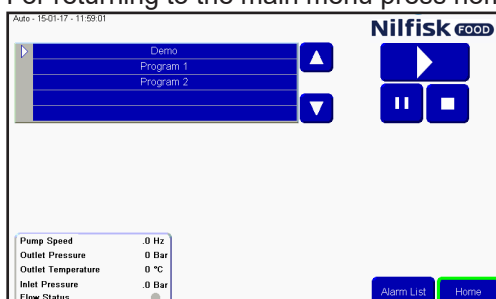 For returning to the main menu press hom
Auto - 15-01-17 - 11:59:01
Nilfisk FOOD
Demo
Program 1
Program 2
Pump Speed .0 Hz
Outlet Pressure 0 Bar
Outlet Temperature 0 °C
Inlet Pressure .0 Bar
Flow Status
Alarm List Home